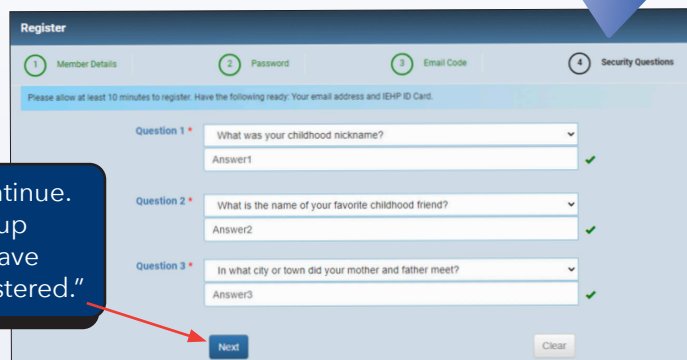 Register
1 Member Details 2 Password 3 Email Code 4 Security Questions
Please allow at least 10 minutes to register. Have the following ready: Your email address and IEHP ID Card.
Question 1 * What was your childhood nickname?
Answer1
Question 2 * What is the name of your favorite childhood friend?
Answer2
Question 3 * In what city or town did your mother and father meet?
Answer3
Next Clear
ntinue.
up
ave
stered."